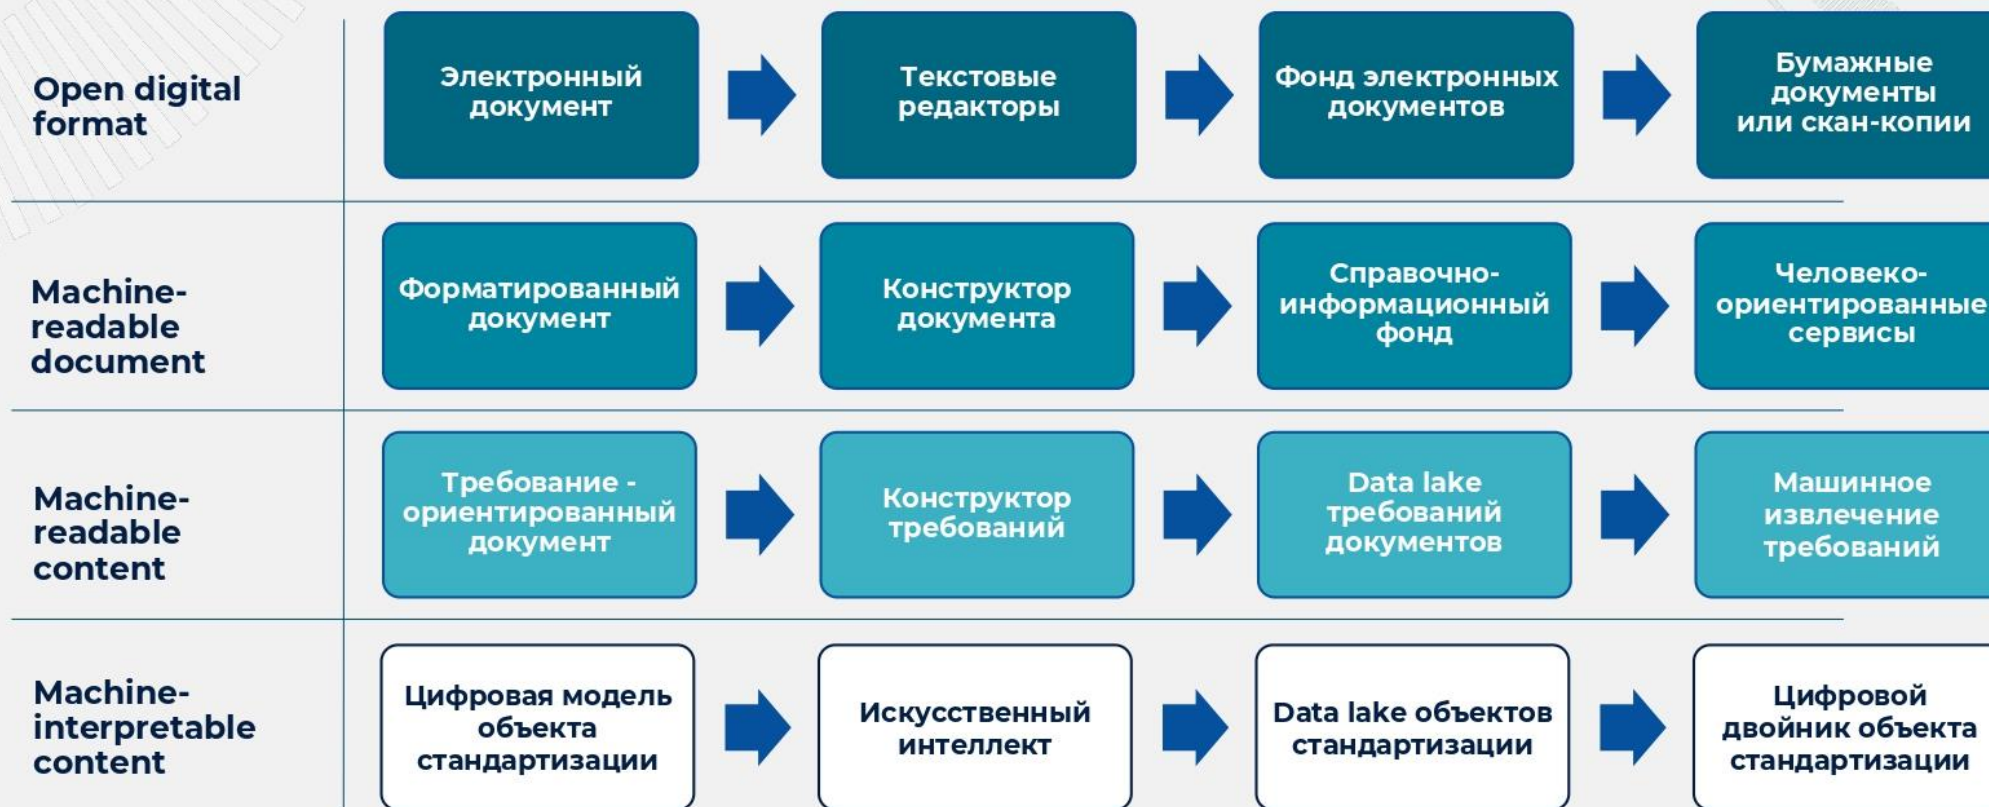 Open digital
format
Электронный
документ
Текстовые
редакторы
Фонд электронных
документов
Бумажные
документы
или скан-копии
Machine-
readable
document
Форматированный
документ
Конструктор
документа
Справочно-
информационный
фонд
Человеко-
ориентированные
сервисы
Machine-
readable
content
Требование -
ориентированный
документ
Конструктор
требований
Data lake
требований
документов
Машинное
извлечение
требований
Machine-
interpretable
content
Цифровая модель
объекта
стандартизации
Искусственный
интеллект
Data lake объектов
стандартизации
Цифровой
двойник объекта
стандартизации